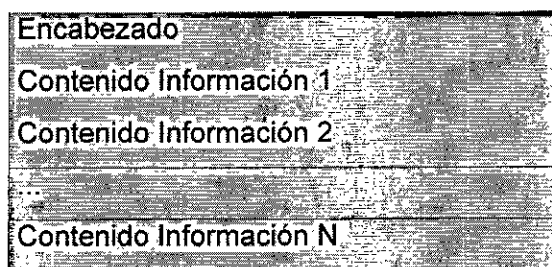 Encabezado
Contenido Información 1
Contenido Información 2
...
Contenido Información N